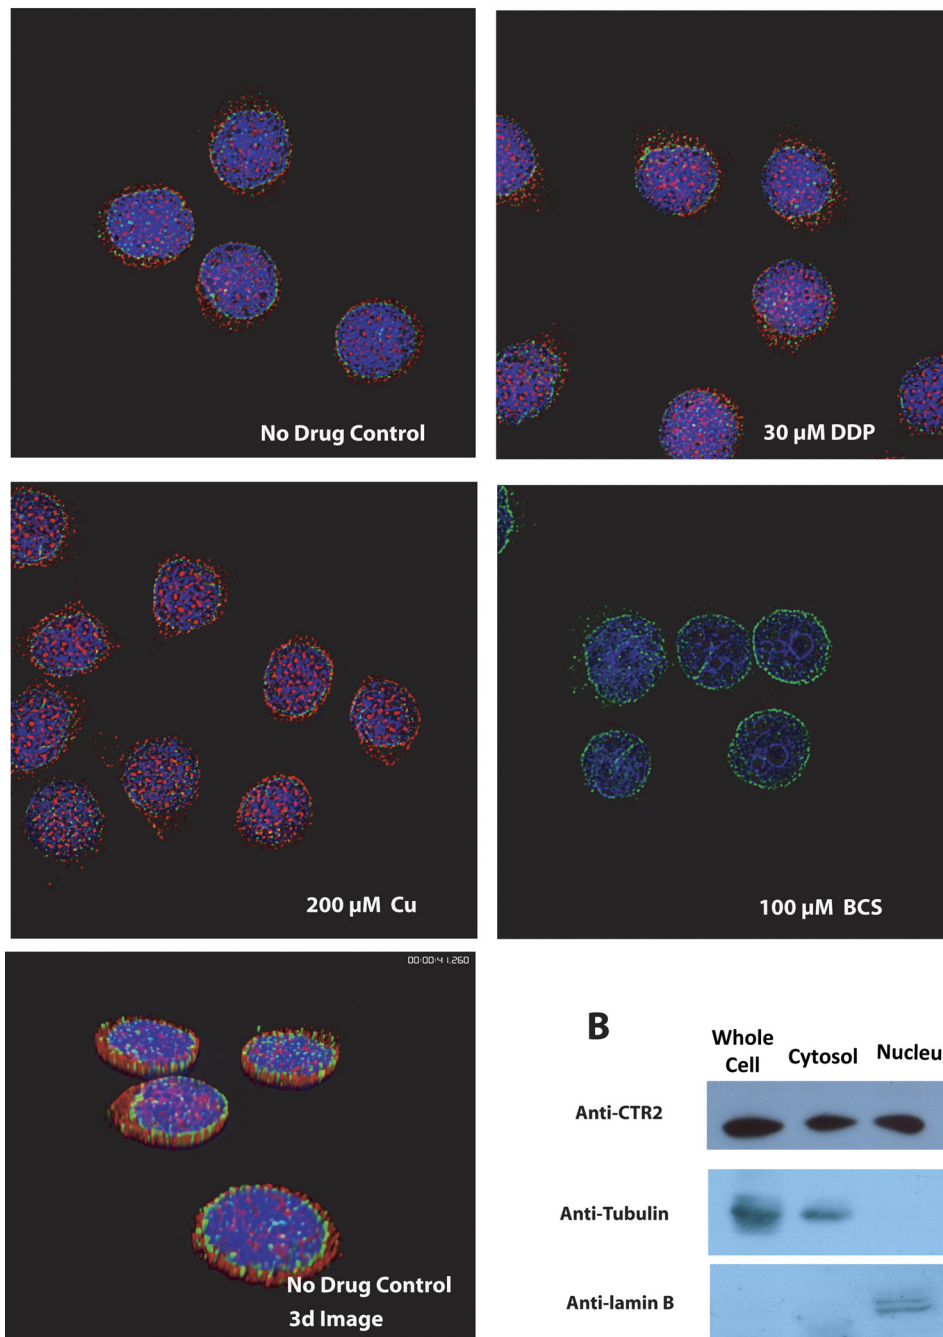 No Drug Control
30 µM DDP
200 µM Cu
100 µM BCS
00:00:41.260
No Drug Control
3d Image
B
Whole Cell
Cytosol
Nucleu
Anti-CTR2
Anti-Tubulin
Anti-lamin B